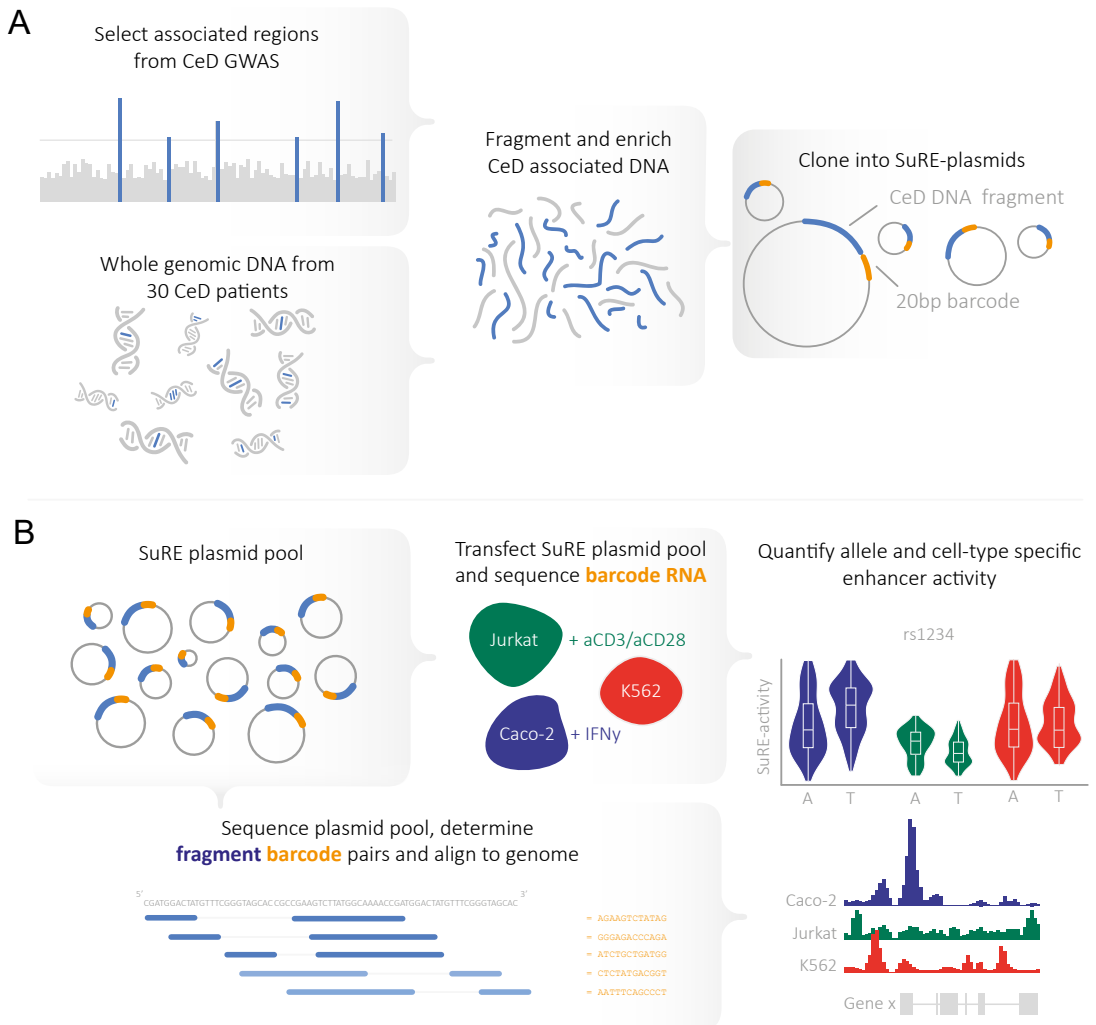 A
Select associated regions
from CeD GWAS
Whole genomic DNA from
30 CeD patients
Fragment and enrich
CeD associated DNA
Clone into SuRE-plasmids
CeD DNA fragment
20bp barcode
B
SuRE plasmid pool
Transfect SuRE plasmid pool
and sequence barcode RNA
Jurkat + aCD3/aCD28
K562
Caco-2 + IFNy
Quantify allele and cell-type specific
enhancer activity
rs1234
SuRE-activity
A T A T A T
Sequence plasmid pool, determine
fragment barcode pairs and align to genome
5' 3'
CGATGGACTATGTTTCGGGTAGCACCGCCGAAGTCTTATGGCAAAACCGATGGACTATGTTTCGGGTAGCAC
= AGAAGTCTATAG
= GGGAGACCCAGA
= ATCTGCTGATGG
= CTCTATGACGGT
= AATTTCAGCCCT
Caco-2
Jurkat
K562
Gene x